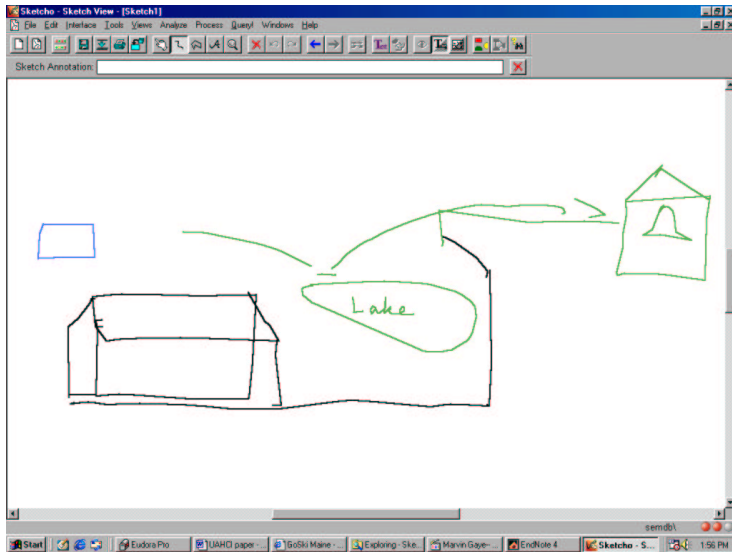 Sketcho - Sketch View - [Sketch1]
File Edit Interface Tools Views Analyze Process Query! Windows Help
Sketch Annotation:
Lake
semdb\
Start Eudora Pro UAHCI paper -... GoSki Maine -... Exploring - Ske... Marvin Gaye-... EndNote 4 Sketcho - S... 1:56 PM